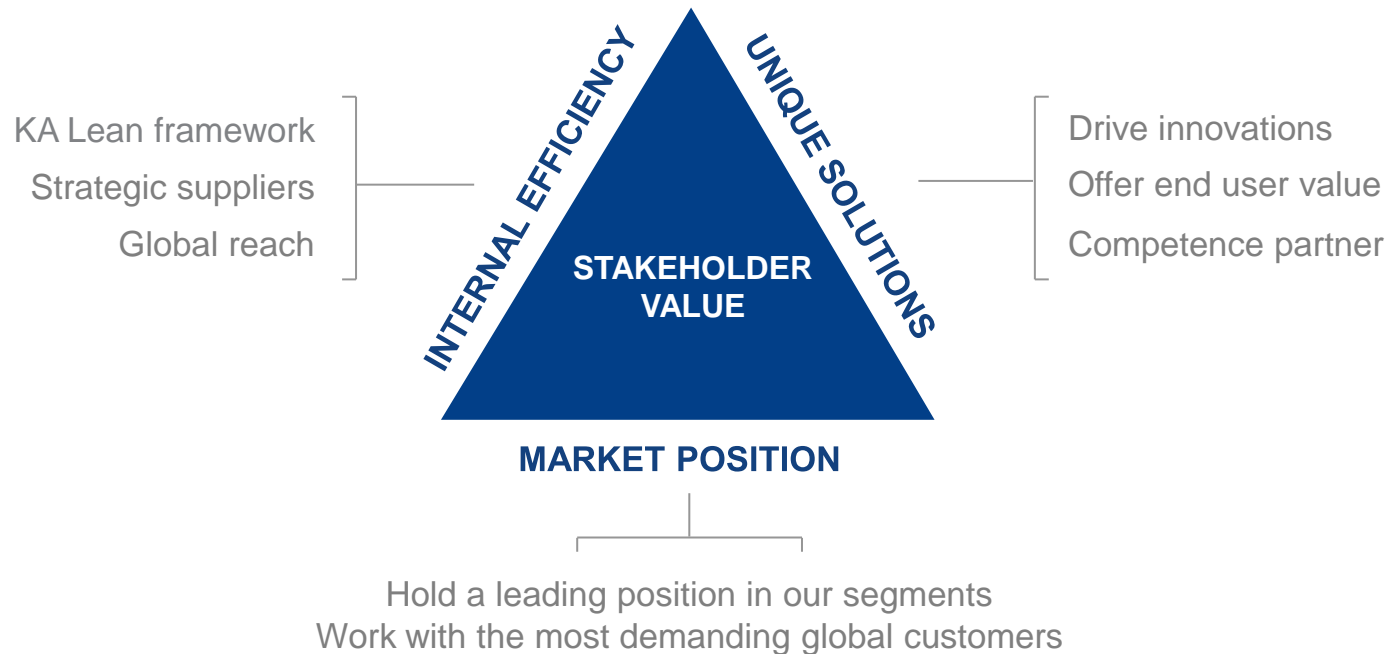 INTERNAL EFFICIENCY
UNIQUE SOLUTIONS
KA Lean framework
Strategic suppliers
Global reach
Drive innovations
Offer end user value
Competence partner
STAKEHOLDER
VALUE
MARKET POSITION
Hold a leading position in our segments
Work with the most demanding global customers